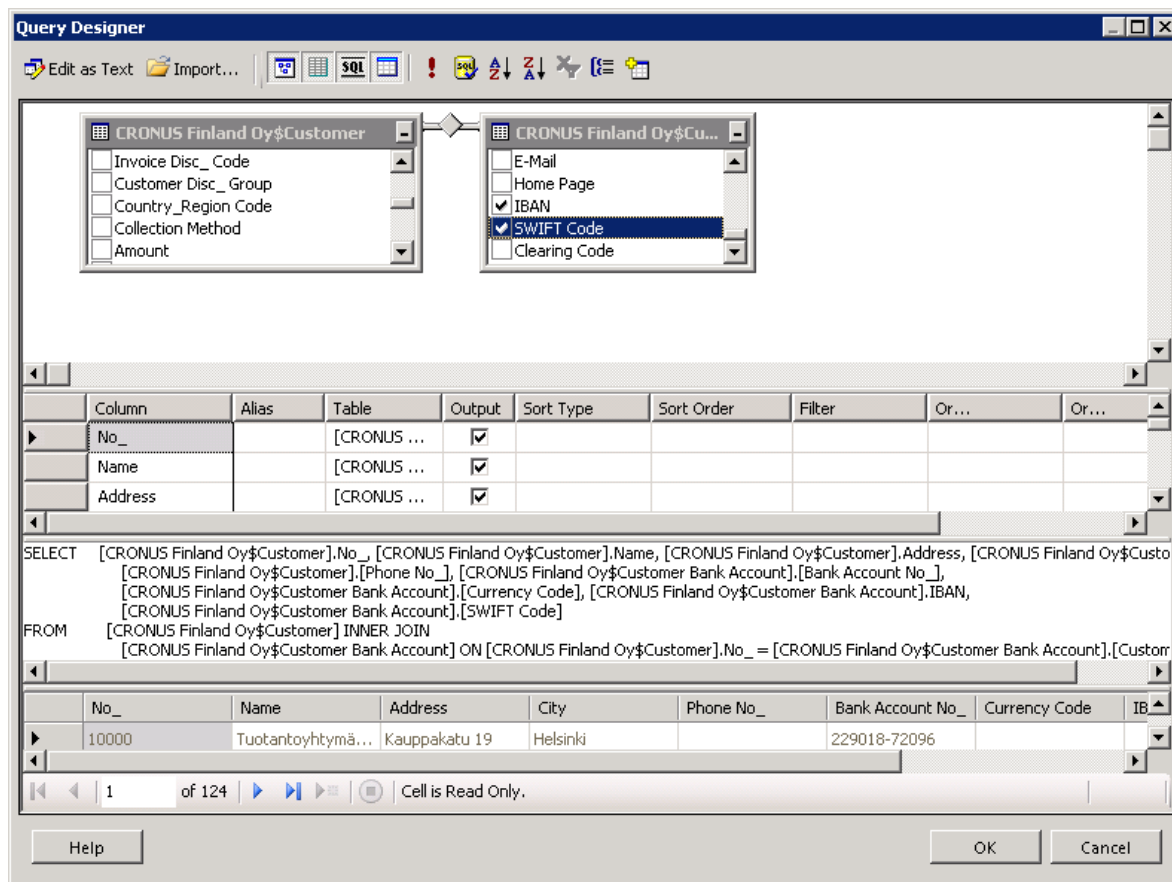 Query Designer
Edit as Text Import... SQL
CRONUS Finland Oy$Customer
Invoice Disc_ Code
Customer Disc_ Group
Country_Region Code
Collection Method
Amount
CRONUS Finland Oy$Cu...
E-Mail
Home Page
IBAN
SWIFT Code
Clearing Code
Column Alias Table Output Sort Type Sort Order Filter Or... Or...
No_ [CRONUS ...
Name [CRONUS ...
Address [CRONUS ...
SELECT [CRONUS Finland Oy$Customer].No_, [CRONUS Finland Oy$Customer].Name, [CRONUS Finland Oy$Customer].Address, [CRONUS Finland Oy$Custo
[CRONUS Finland Oy$Customer].[Phone No_], [CRONUS Finland Oy$Customer Bank Account].[Bank Account No_],
[CRONUS Finland Oy$Customer Bank Account].[Currency Code], [CRONUS Finland Oy$Customer Bank Account].IBAN,
[CRONUS Finland Oy$Customer Bank Account].[SWIFT Code]
FROM [CRONUS Finland Oy$Customer] INNER JOIN
[CRONUS Finland Oy$Customer Bank Account] ON [CRONUS Finland Oy$Customer].No_ = [CRONUS Finland Oy$Customer Bank Account].[Custom
No_ Name Address City Phone No_ Bank Account No_ Currency Code IB
10000 Tuotantoyhtymä... Kauppakatu 19 Helsinki 229018-72096
1 of 124 Cell is Read Only.
Help OK Cancel